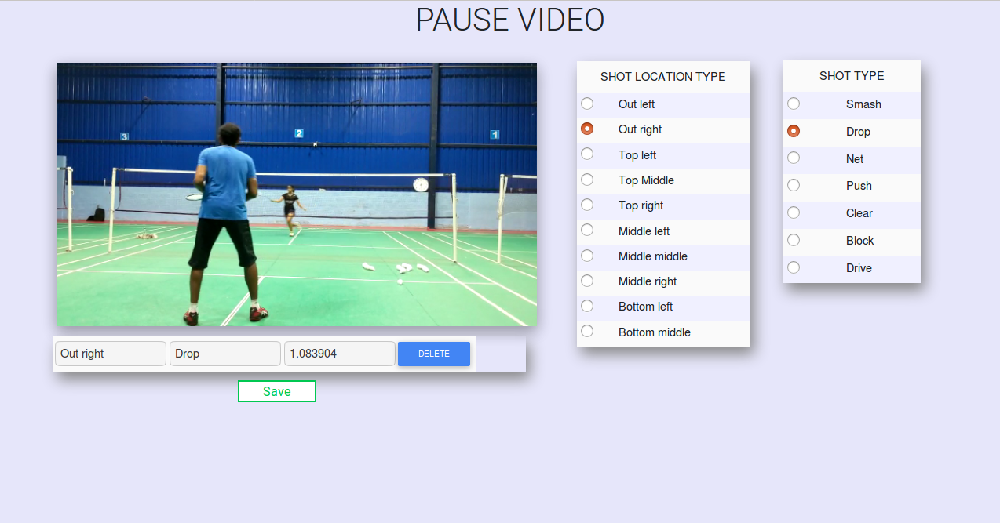 PAUSE VIDEO
3
2
1
Out right
Drop
1.083904
DELETE
Save
SHOT LOCATION TYPE
Out left
Out right
Top left
Top Middle
Top right
Middle left
Middle middle
Middle right
Bottom left
Bottom middle
SHOT TYPE
Smash
Drop
Net
Push
Clear
Block
Drive